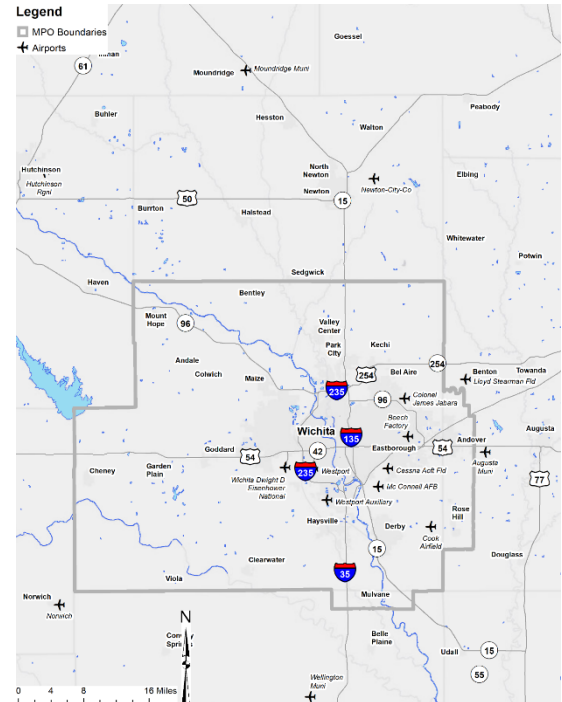 Legend
MPO Boundaries
Airports
Goessel
61
Moundridge
Moundridge Muni
Peabody
Hesston
Buhler
Walton
Hutchinson
Hutchinson
Rgnl
North
Newton
Newton-City-Co
Elbing
50
Newton
15
Burrton
Halstead
Whitewater
Potwin
Sedgwick
Haven
Bentley
Mount
Hope
96
Valley
Center
Park
City
Kechi
Andale
Colwich
Maize
254
Bel Aire
254
Benton
Towanda
Lloyd Stearman Fld
235
96
Colonel
James Jabara
Beech
Factory
Wichita
135
Augusta
Goddard
54
42
Eastborough
54
Andover
Augusta
Muni
Cheney
Garden
Plain
Wichita Dwight D
Eisenhower
National
235
Westport
Cessna Acft Fld
77
Mc Connell AFB
Westport Auxiliary
Haysville
Derby
Cook
Airfield
Rose
Hill
15
Douglass
Clearwater
35
Viola
Mulvane
Norwich
Norwich
N
Belle
Plaine
Udall
15
55
Wellington
Muni
0 4 8 16 Miles